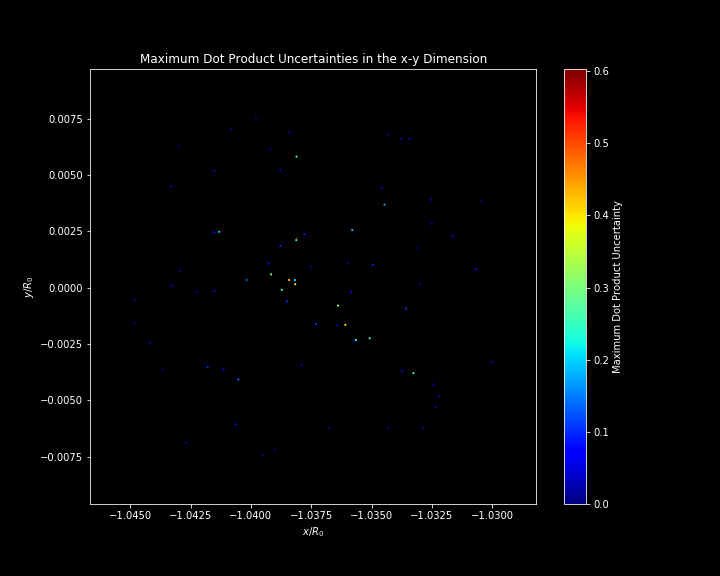 Maximum Dot Product Uncertainties in the x-y Dimension
0.0075
0.0050
0.0025
0.0000
−0.0025
−0.0050
−0.0075
y/R₀
−1.0450 −1.0425 −1.0400 −1.0375 −1.0350 −1.0325 −1.0300
x/R₀
0.6
0.5
0.4
0.3
0.2
0.1
0.0
Maximum Dot Product Uncertainty